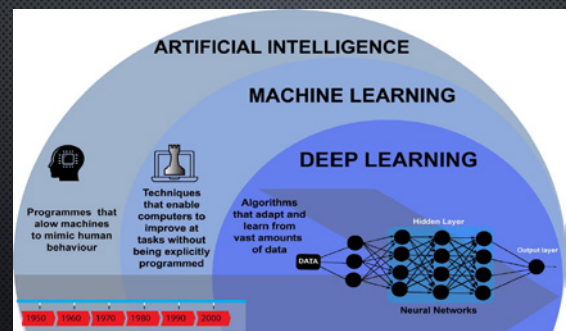 ARTIFICIAL INTELLIGENCE
MACHINE LEARNING
DEEP LEARNING
Programmes that
alow machines
to mimic human
behaviour
Techniques
that enable
computers to
improve at
tasks without
being explicitly
programmed
Algorithms
that adapt and
learn from
vast amounts
of data
Hidden Layer
DATA
Output layer
Neural Networks
1950 1960 1970 1980 1990 2000